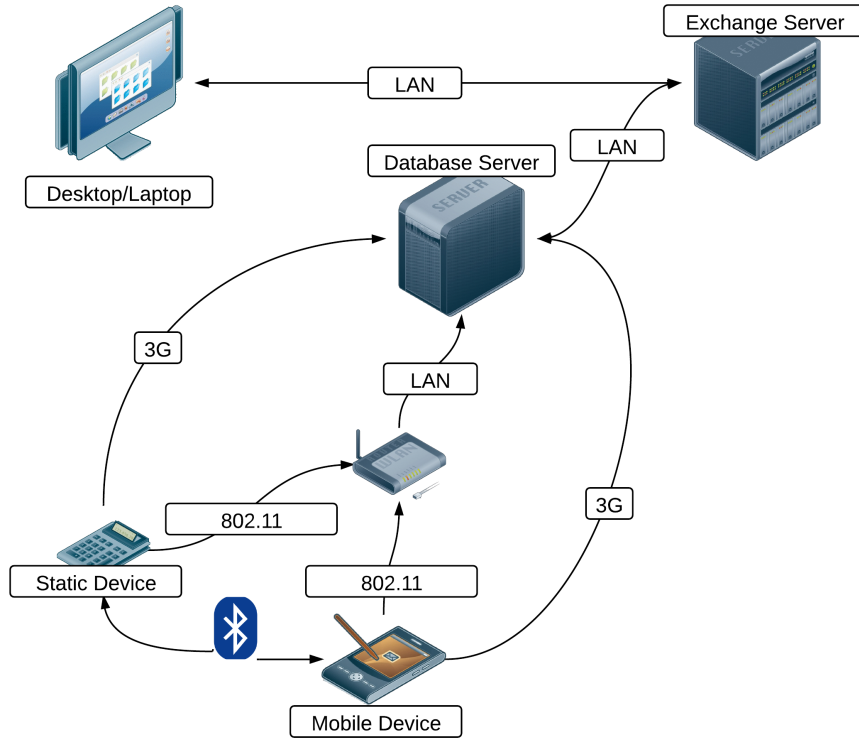 Exchange Server
SERVER
LAN
LAN
Database Server
Desktop/Laptop
SERVER
3G
LAN
WLAN
3G
802.11
Static Device
802.11
Mobile Device